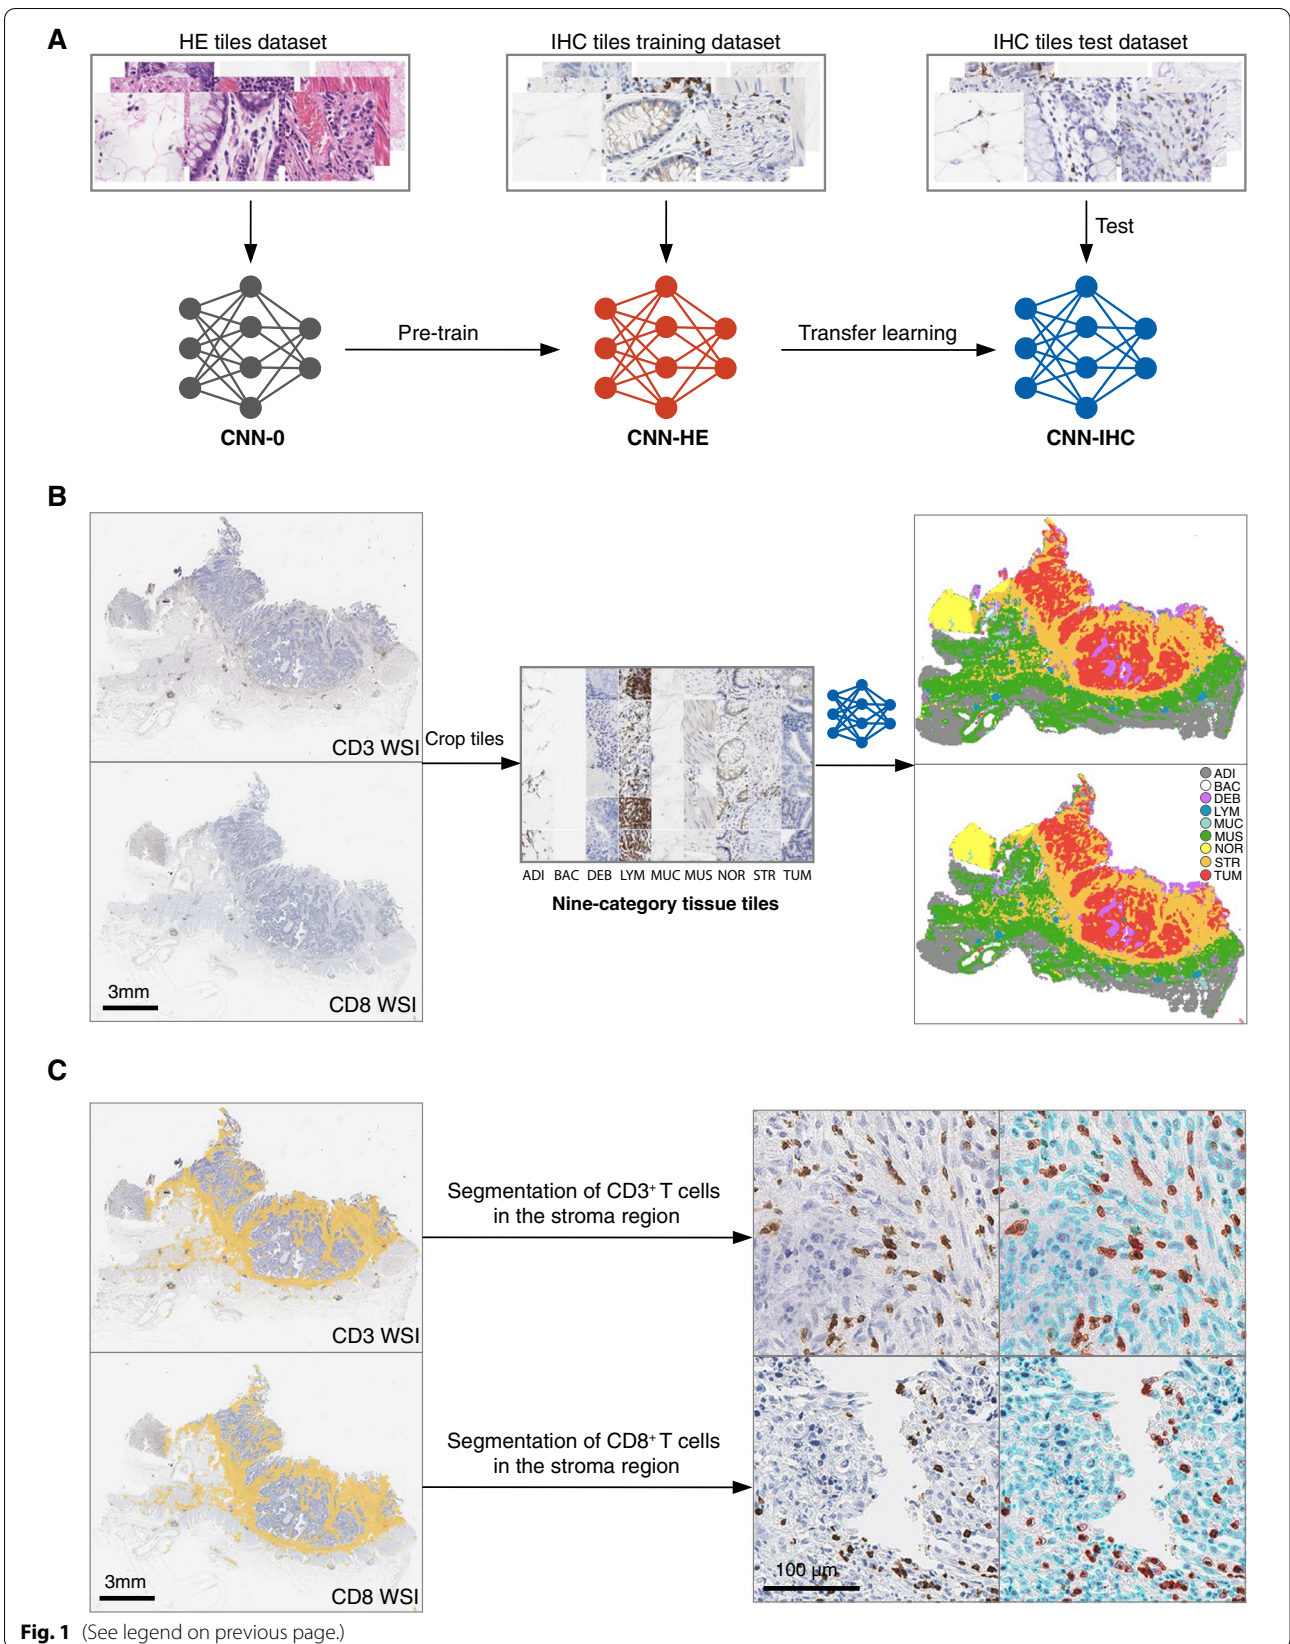 A
HE tiles dataset
IHC tiles training dataset
IHC tiles test dataset
Test
Pre-train
Transfer learning
CNN-0
CNN-HE
CNN-IHC
B
CD3 WSI
Crop tiles
3mm
CD8 WSI
ADI BAC DEB LYM MUC MUS NOR STR TUM
Nine-category tissue tiles
ADI
BAC
DEB
LYM
MUC
MUS
NOR
STR
TUM
C
CD3 WSI
Segmentation of CD3⁺ T cells
in the stroma region
3mm
CD8 WSI
Segmentation of CD8⁺ T cells
in the stroma region
100 μm
Fig. 1 (See legend on previous page.)